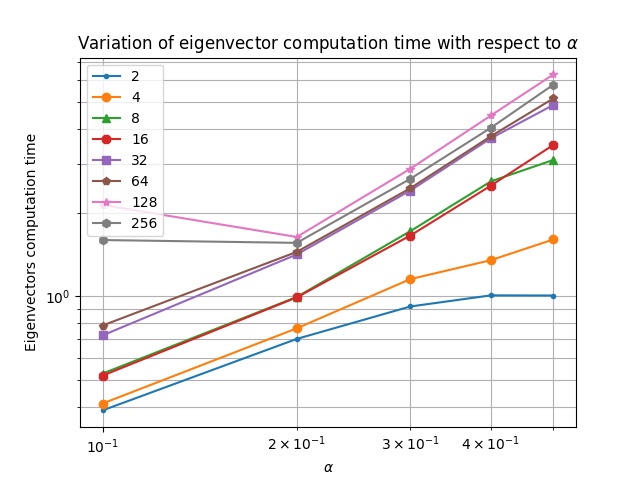 Variation of eigenvector computation time with respect to α
2
4
8
16
32
64
128
256
Eigenvectors computation time
10⁰
10⁻¹
2 × 10⁻¹
3 × 10⁻¹
4 × 10⁻¹
α